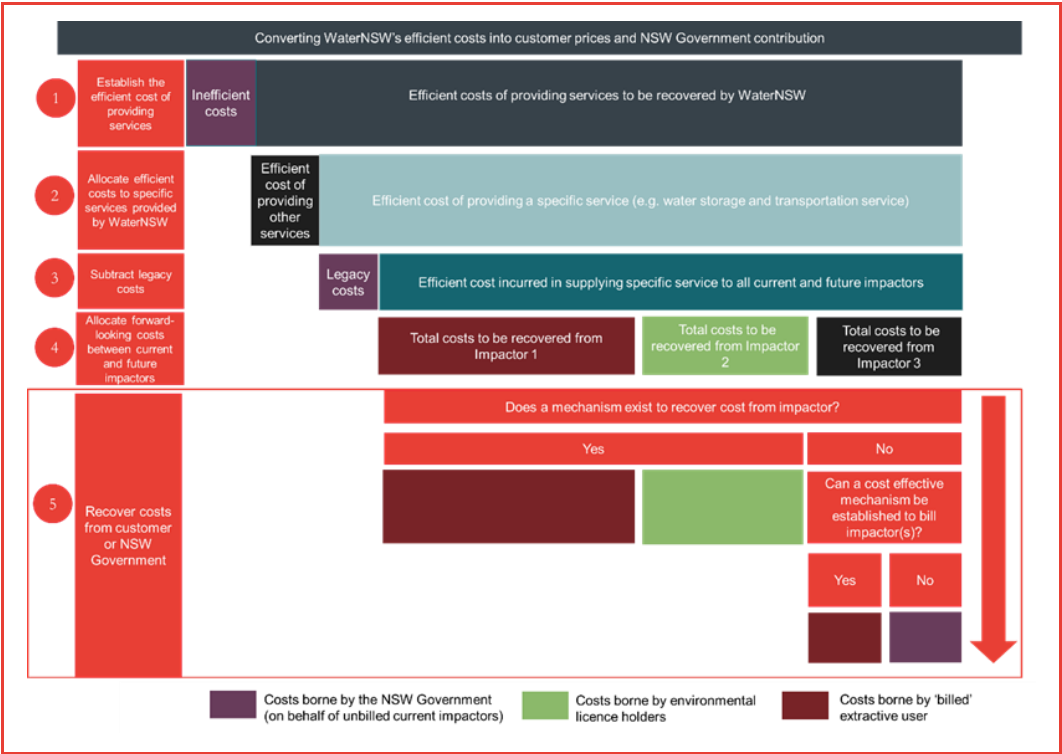 Converting WaterNSW's efficient costs into customer prices and NSW Government contribution
1
Establish the
efficient cost of
providing
services
Inefficient
costs
Efficient costs of providing services to be recovered by WaterNSW
2
Allocate efficient
costs to specific
services provided
by WaterNSW
Efficient
cost of
providing
other
services
Efficient cost of providing a specific service (e.g. water storage and transportation service)
3
Subtract legacy
costs
Legacy
costs
Efficient cost incurred in supplying specific service to all current and future impactors
4
Allocate forward-
looking costs
between current
and future
impactors
Total costs to be recovered from
Impactor 1
Total costs to be
recovered from Impactor
2
Total costs to be
recovered from
Impactor 3
5
Recover costs
from customer
or NSW
Government
Does a mechanism exist to recover cost from impactor?
Yes
No
Can a cost effective
mechanism be
established to bill
impactor(s)?
Yes
No
Costs borne by the NSW Government
(on behalf of unbilled current impactors)
Costs borne by environmental
licence holders
Costs borne by 'billed'
extractive user